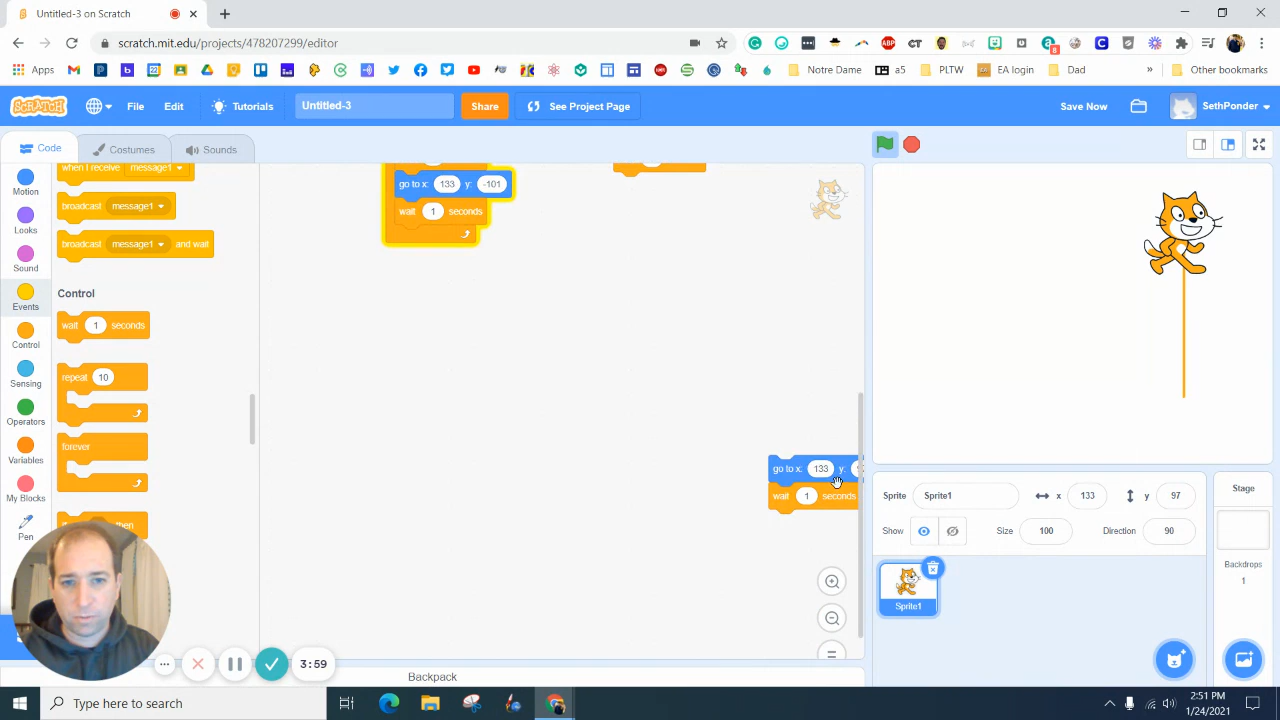 Untitled-3 on Scratch
scratch.mit.edu/projects/478207299/editor
8
Apps
Notre Dame
a5
PLTW
EA login
Dad
»
Other bookmarks
SCRATCH
File
Edit
Tutorials
Untitled-3
Share
See Project Page
Save Now
SethPonder
Code
Costumes
Sounds
Motion
Looks
Sound
Events
Control
Sensing
Operators
Variables
My Blocks
Pen
when I receive message1
broadcast message1
broadcast message1 and wait
Control
wait 1 seconds
repeat 10
forever
then
go to x: 133 y: -101
wait 1 seconds
go to x: 133 y:
wait 1 seconds
Sprite Sprite1
x 133
y 97
Show
Size 100
Direction 90
Sprite1
Stage
Backdrops
1
Backpack
3:59
Type here to search
2:51 PM
1/24/2021